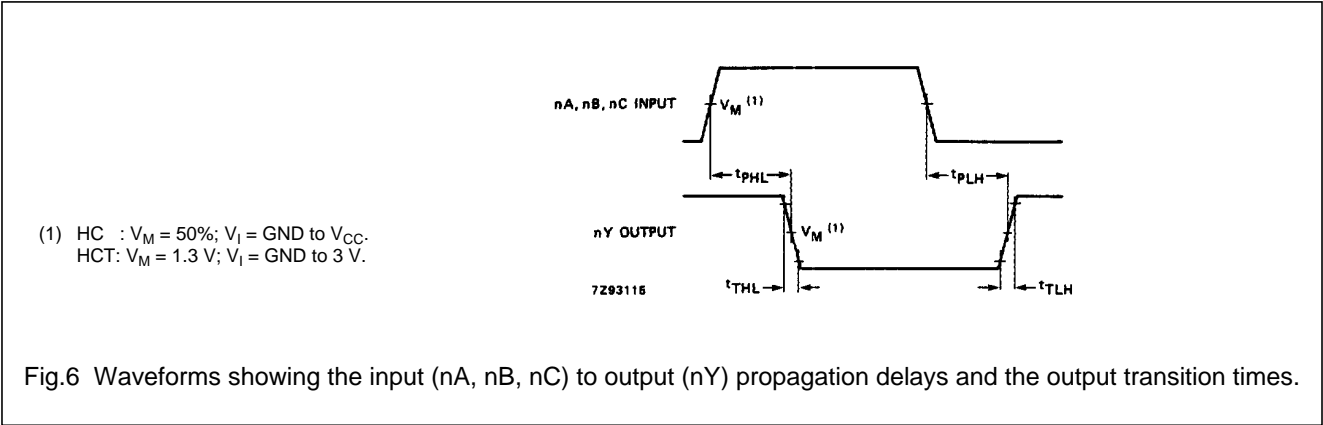 nA, nB, nC INPUT
VM (1)
tPHL
tPLH
(1) HC : VM = 50%; VI = GND to VCC.
HCT: VM = 1.3 V; VI = GND to 3 V.
nY OUTPUT
VM (1)
7Z93115
tTHL
tTLH
Fig.6 Waveforms showing the input (nA, nB, nC) to output (nY) propagation delays and the output transition times.